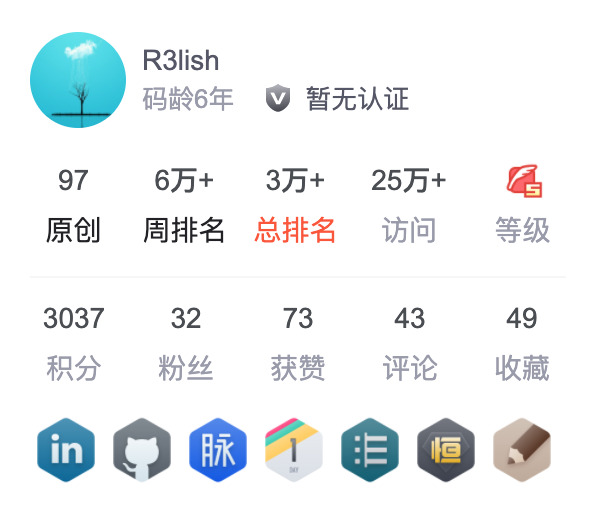 R3lish
码龄6年 暂无认证
97 6万+ 3万+ 25万+ 5
原创 周排名 总排名 访问 等级
3037 32 73 43 49
积分 粉丝 获赞 评论 收藏
in 脉 1 DAY 恒